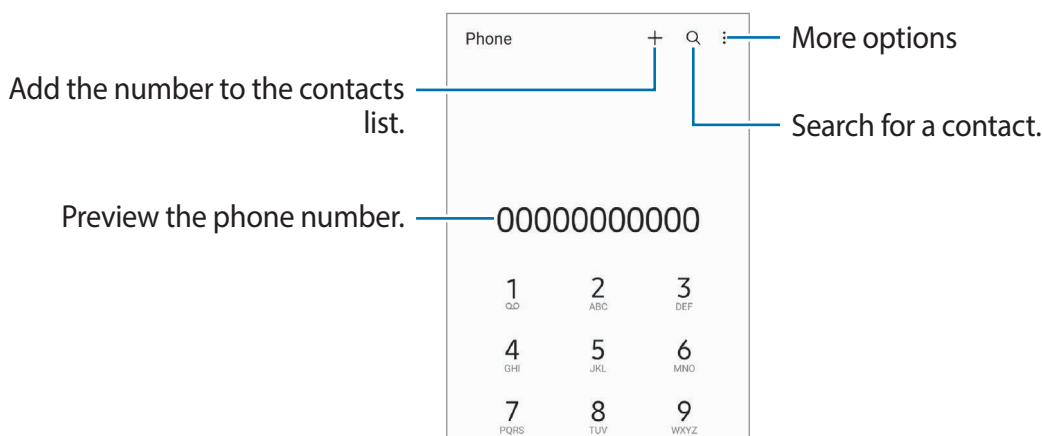 Phone
More options
Add the number to the contacts
list.
Search for a contact.
Preview the phone number.
00000000000
1 2 3
ABC DEF
4 5 6
GHI JKL MNO
7 8 9
PQRS TUV WXYZ